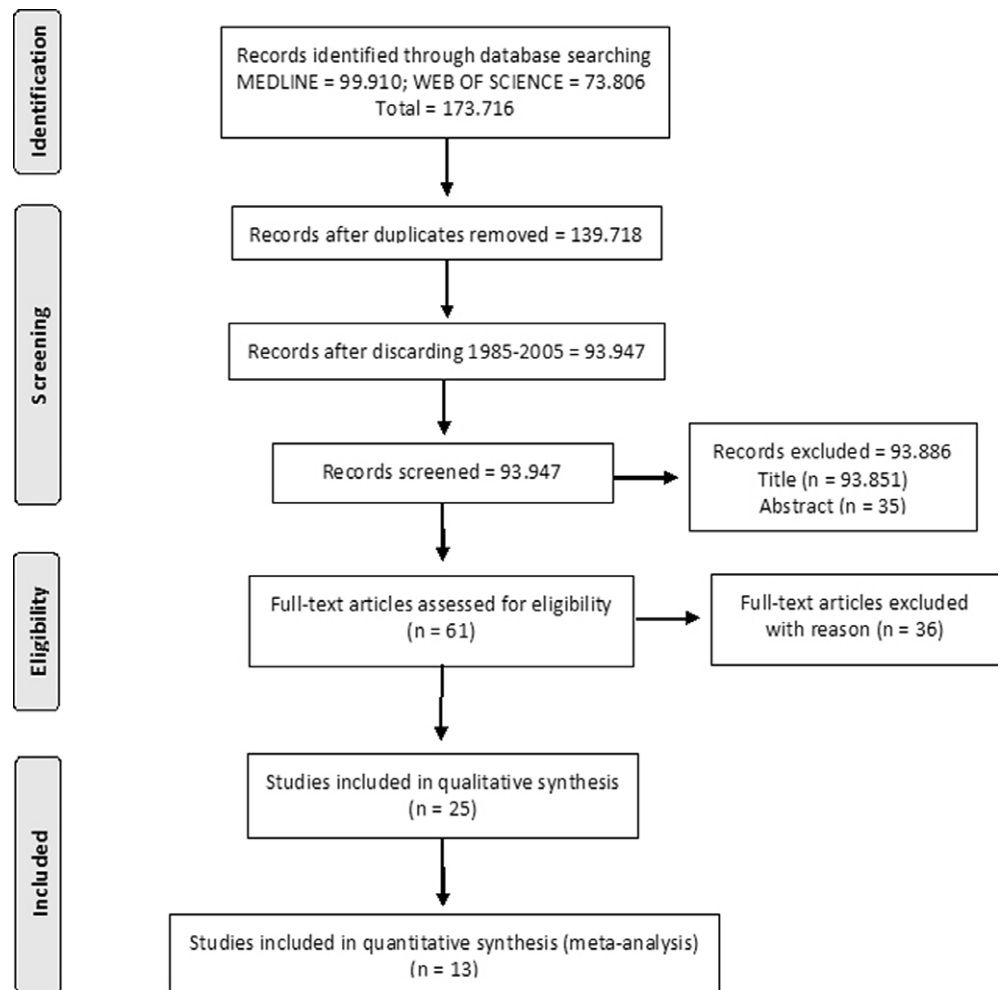 Identification
Records identified through database searching
MEDLINE = 99.910; WEB OF SCIENCE = 73.806
Total = 173.716
Screening
Records after duplicates removed = 139.718
Records after discarding 1985-2005 = 93.947
Records screened = 93.947
Records excluded = 93.886
Title (n = 93.851)
Abstract (n = 35)
Eligibility
Full-text articles assessed for eligibility
(n = 61)
Full-text articles excluded
with reason (n = 36)
Included
Studies included in qualitative synthesis
(n = 25)
Studies included in quantitative synthesis (meta-analysis)
(n = 13)